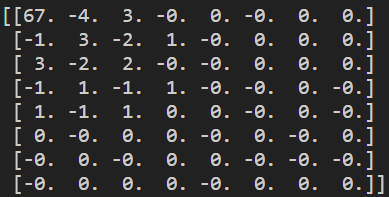 [[67. -4. 3. -0. 0. -0. 0. 0.]
[-1. 3. -2. 1. -0. 0. 0. 0.]
[ 3. -2. 2. -0. -0. 0. 0. 0.]
[-1. 1. -1. 1. 0. 0. 0. -0.]
[ 1. -1. 1. 0. 0. -0. 0. -0.]
[ 0. -0. 0. 0. -0. 0. -0. 0.]
[-0. 0. -0. 0. 0. -0. -0. -0.]
[-0. 0. 0. 0. -0. 0. 0. 0.]]